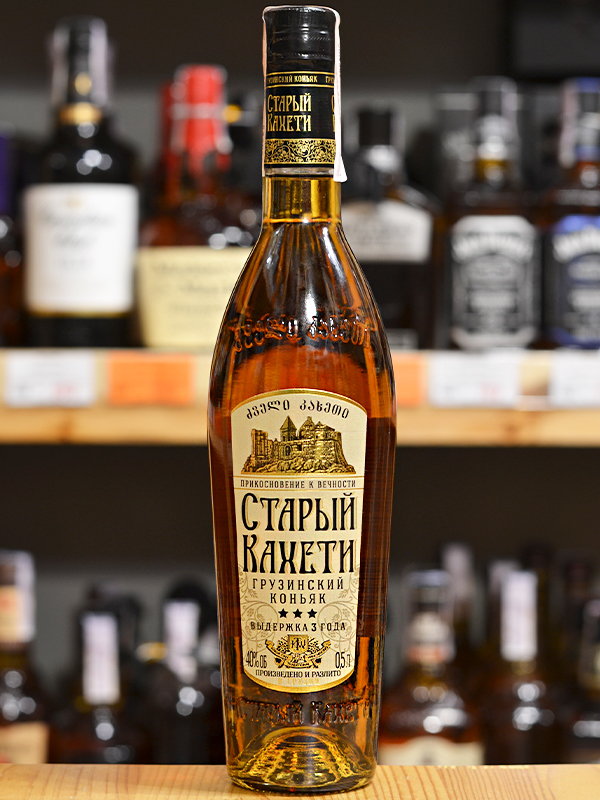 ГРУЗИНСКИЙ КОНЬЯК
СТАРЫЙ
КАХЕТИ
ძველი კახეთი
ПРИКОСНОВЕНИЕ К ВЕЧНОСТИ
СТАРЫЙ
КАХЕТИ
ГРУЗИНСКИЙ
КОНЬЯК
ВЫДЕРЖКА 3 ГОДА
40% ОБ 0,5 Л
ПРОИЗВЕДЕНО И РАЗЛИТО
СТАРЫЙ КАХЕТИ